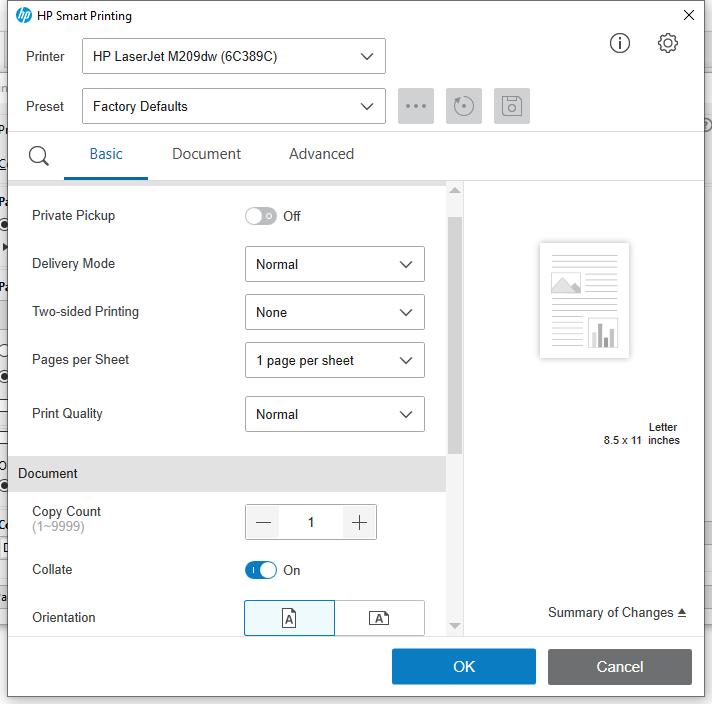 hp HP Smart Printing
Printer HP LaserJet M209dw (6C389C)
Preset Factory Defaults
Basic Document Advanced
Private Pickup Off
Delivery Mode Normal
Two-sided Printing None
Pages per Sheet 1 page per sheet
Print Quality Normal
Letter
8.5 x 11 inches
Document
Copy Count 1
(1~9999)
Collate On
Orientation A A
Summary of Changes
OK Cancel